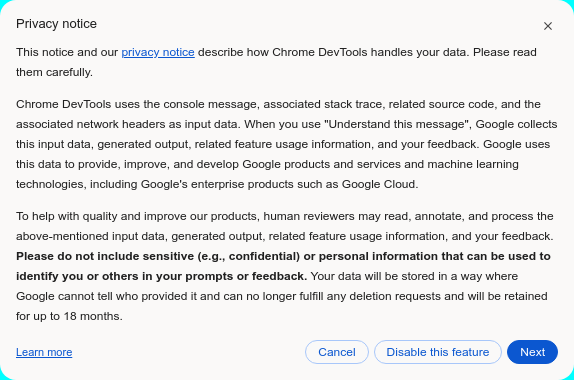 Privacy notice
This notice and our privacy notice describe how Chrome DevTools handles your data. Please read
them carefully.
Chrome DevTools uses the console message, associated stack trace, related source code, and the
associated network headers as input data. When you use "Understand this message", Google collects
this input data, generated output, related feature usage information, and your feedback. Google uses
this data to provide, improve, and develop Google products and services and machine learning
technologies, including Google's enterprise products such as Google Cloud.
To help with quality and improve our products, human reviewers may read, annotate, and process the
above-mentioned input data, generated output, related feature usage information, and your feedback.
Please do not include sensitive (e.g., confidential) or personal information that can be used to
identify you or others in your prompts or feedback. Your data will be stored in a way where
Google cannot tell who provided it and can no longer fulfill any deletion requests and will be retained
for up to 18 months.
Learn more Cancel Disable this feature Next